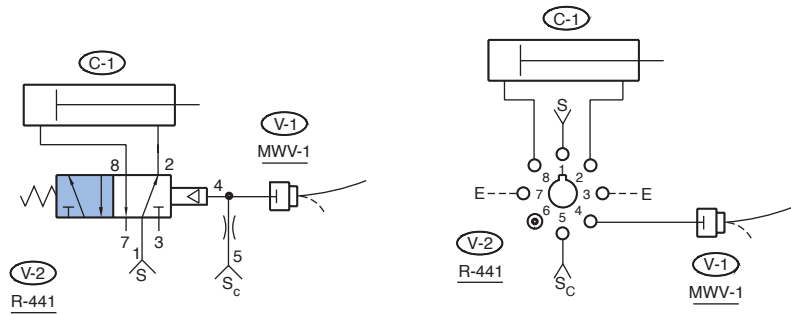 C-1
V-1
MWV-1
8 2
4
7 1 3
S
5
S c
V-2
R-441
C-1
S
1
8 2
E 7 3 E
6 4
5
S C
V-2
R-441
V-1
MWV-1